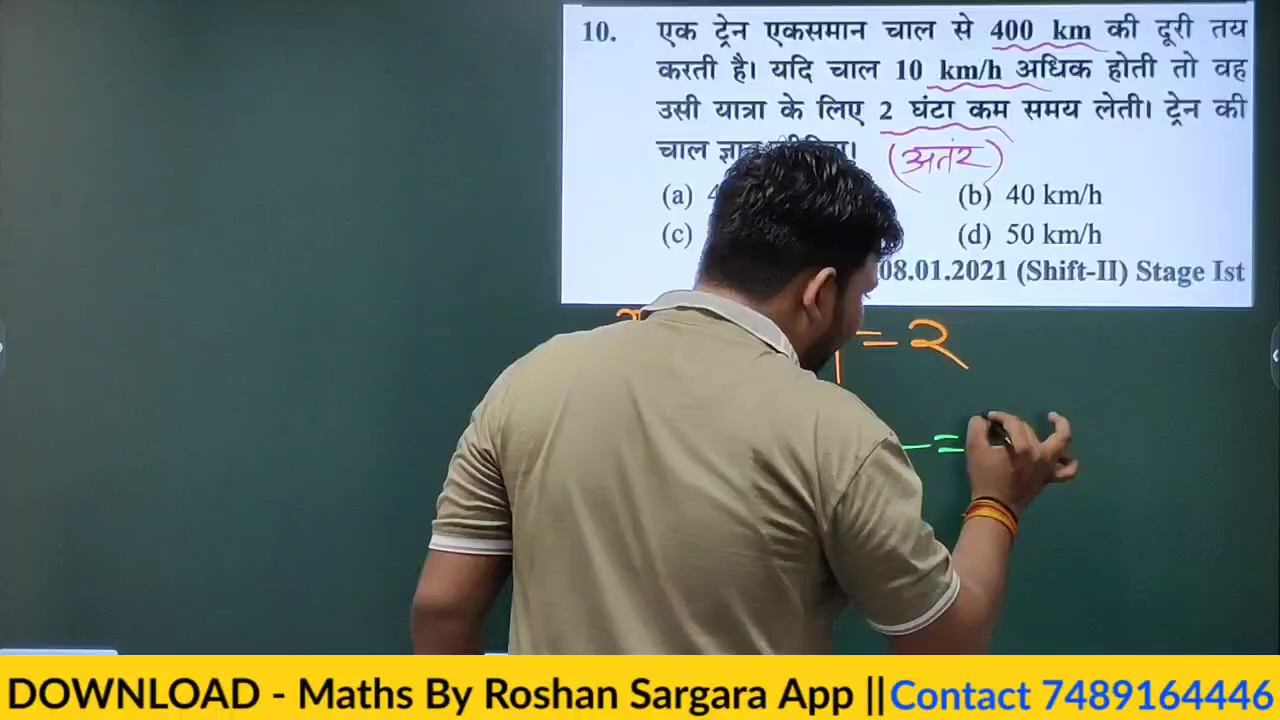 10. एक ट्रेन एकसमान चाल से 400 km की दूरी तय
करती है। यदि चाल 10 km/h अधिक होती तो वह
उसी यात्रा के लिए 2 घंटा कम समय लेती। ट्रेन की
चाल
(अतंर)
(a) (b) 40 km/h
(c) (d) 50 km/h
08.01.2021 (Shift-II) Stage Ist
= 2
=
DOWNLOAD - Maths By Roshan Sargara App || Contact 7489164446